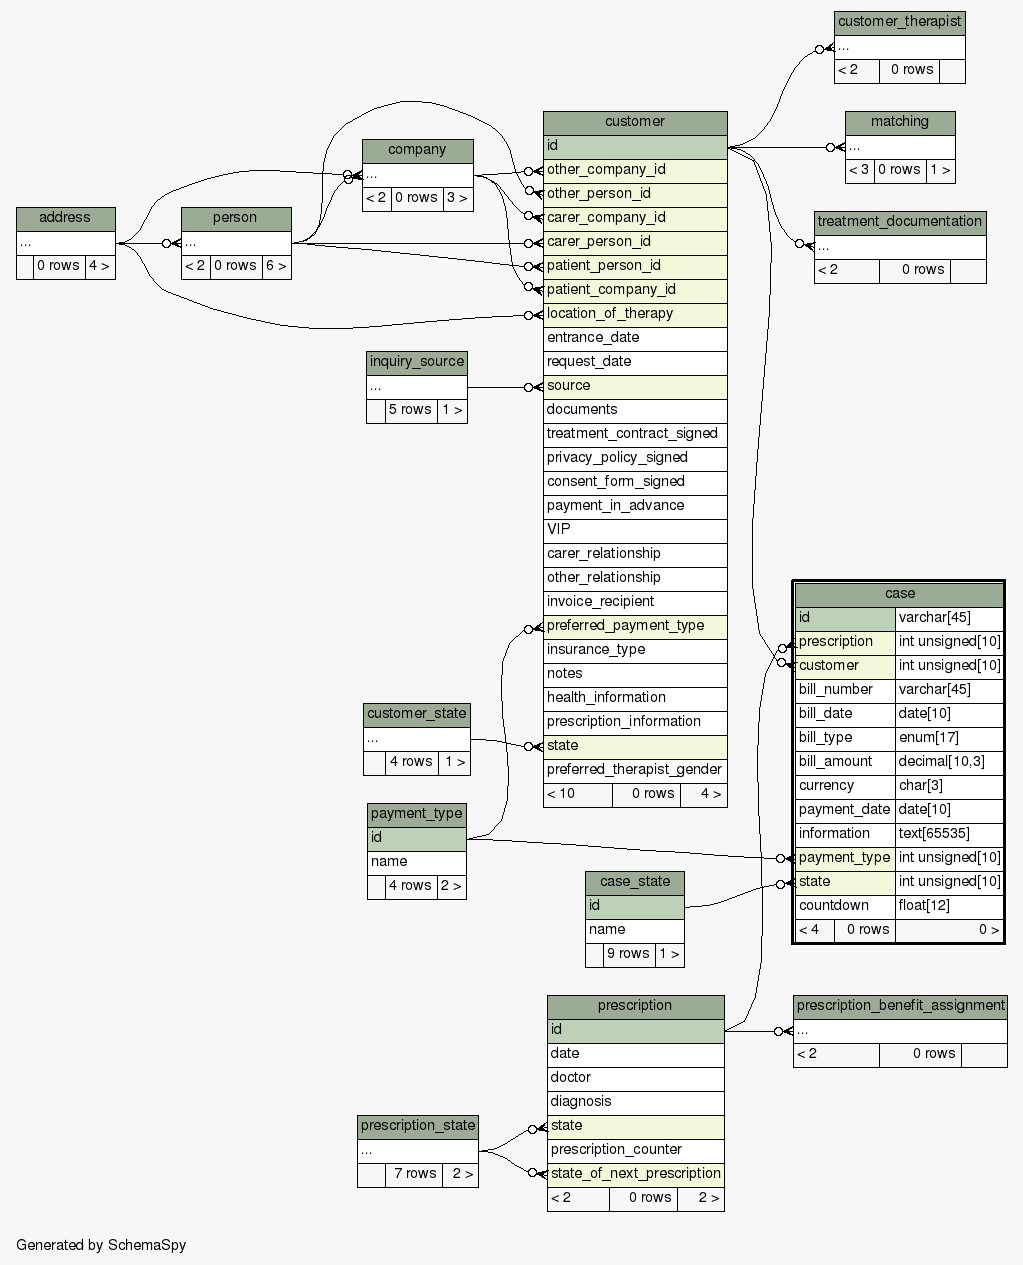 customer_therapist
...
< 2 0 rows
matching
...
< 3 0 rows 1 >
treatment_documentation
...
< 2 0 rows
company
...
< 2 0 rows 3 >
address
...
0 rows 4 >
person
...
< 2 0 rows 6 >
customer
id
other_company_id
other_person_id
carer_company_id
carer_person_id
patient_person_id
patient_company_id
location_of_therapy
entrance_date
request_date
source
documents
treatment_contract_signed
privacy_policy_signed
consent_form_signed
payment_in_advance
VIP
carer_relationship
other_relationship
invoice_recipient
preferred_payment_type
insurance_type
notes
health_information
prescription_information
state
preferred_therapist_gender
< 10 0 rows 4 >
inquiry_source
...
5 rows 1 >
customer_state
...
4 rows 1 >
payment_type
id
name
4 rows 2 >
case_state
id
name
9 rows 1 >
case
id varchar[45]
prescription int unsigned[10]
customer int unsigned[10]
bill_number varchar[45]
bill_date date[10]
bill_type enum[17]
bill_amount decimal[10,3]
currency char[3]
payment_date date[10]
information text[65535]
payment_type int unsigned[10]
state int unsigned[10]
countdown float[12]
< 4 0 rows 0 >
prescription
id
date
doctor
diagnosis
state
prescription_counter
state_of_next_prescription
< 2 0 rows 2 >
prescription_benefit_assignment
...
< 2 0 rows
prescription_state
...
7 rows 2 >
Generated by SchemaSpy